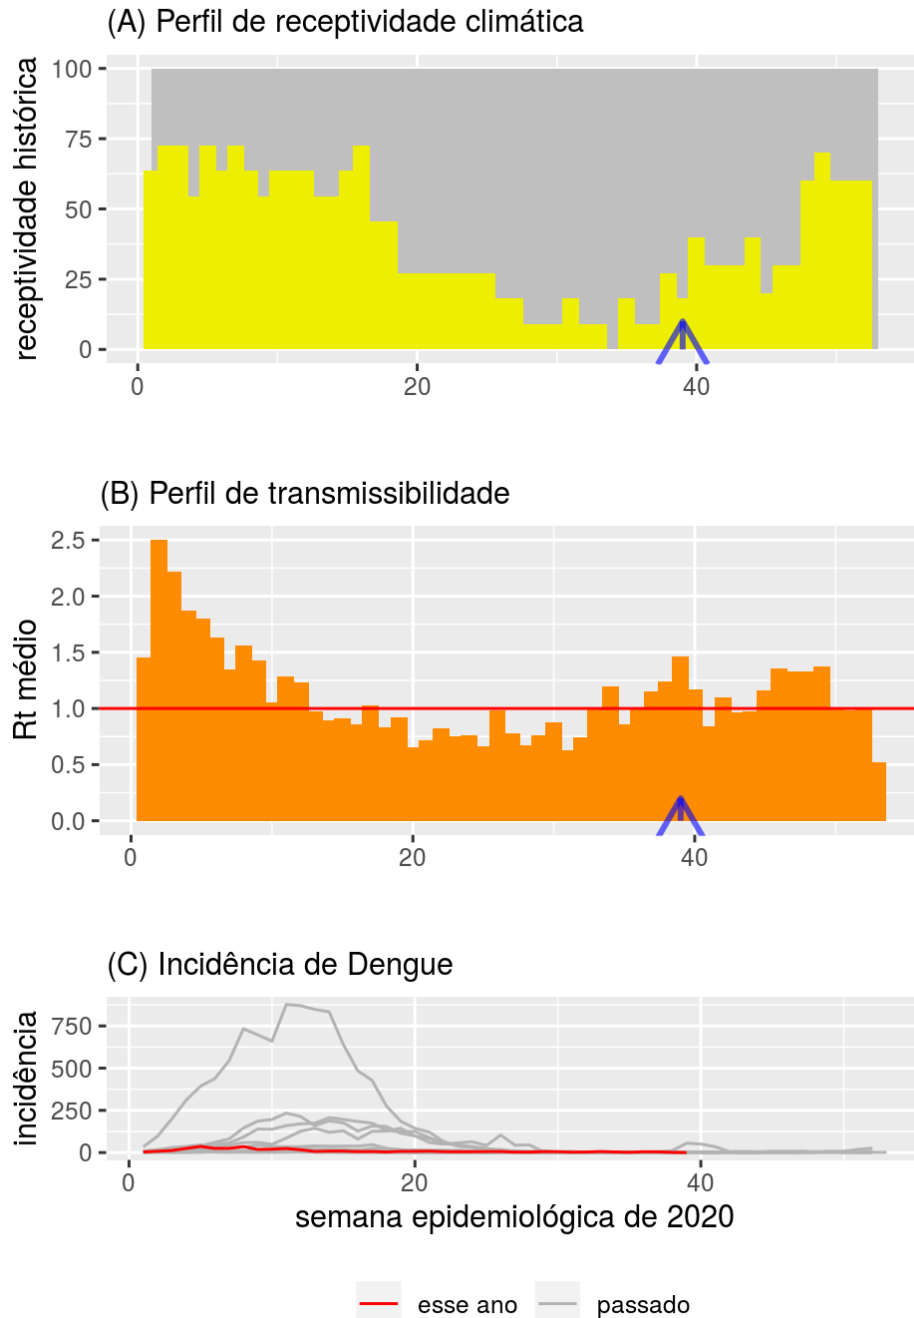 (A) Perfil de receptividade climática
receptividade histórica
100
75
50
25
0
0 20 40
(B) Perfil de transmissibilidade
Rt médio
2.5
2.0
1.5
1.0
0.5
0.0
0 20 40
(C) Incidência de Dengue
incidência
750
500
250
0
0 20 40
semana epidemiológica de 2020
esse ano passado